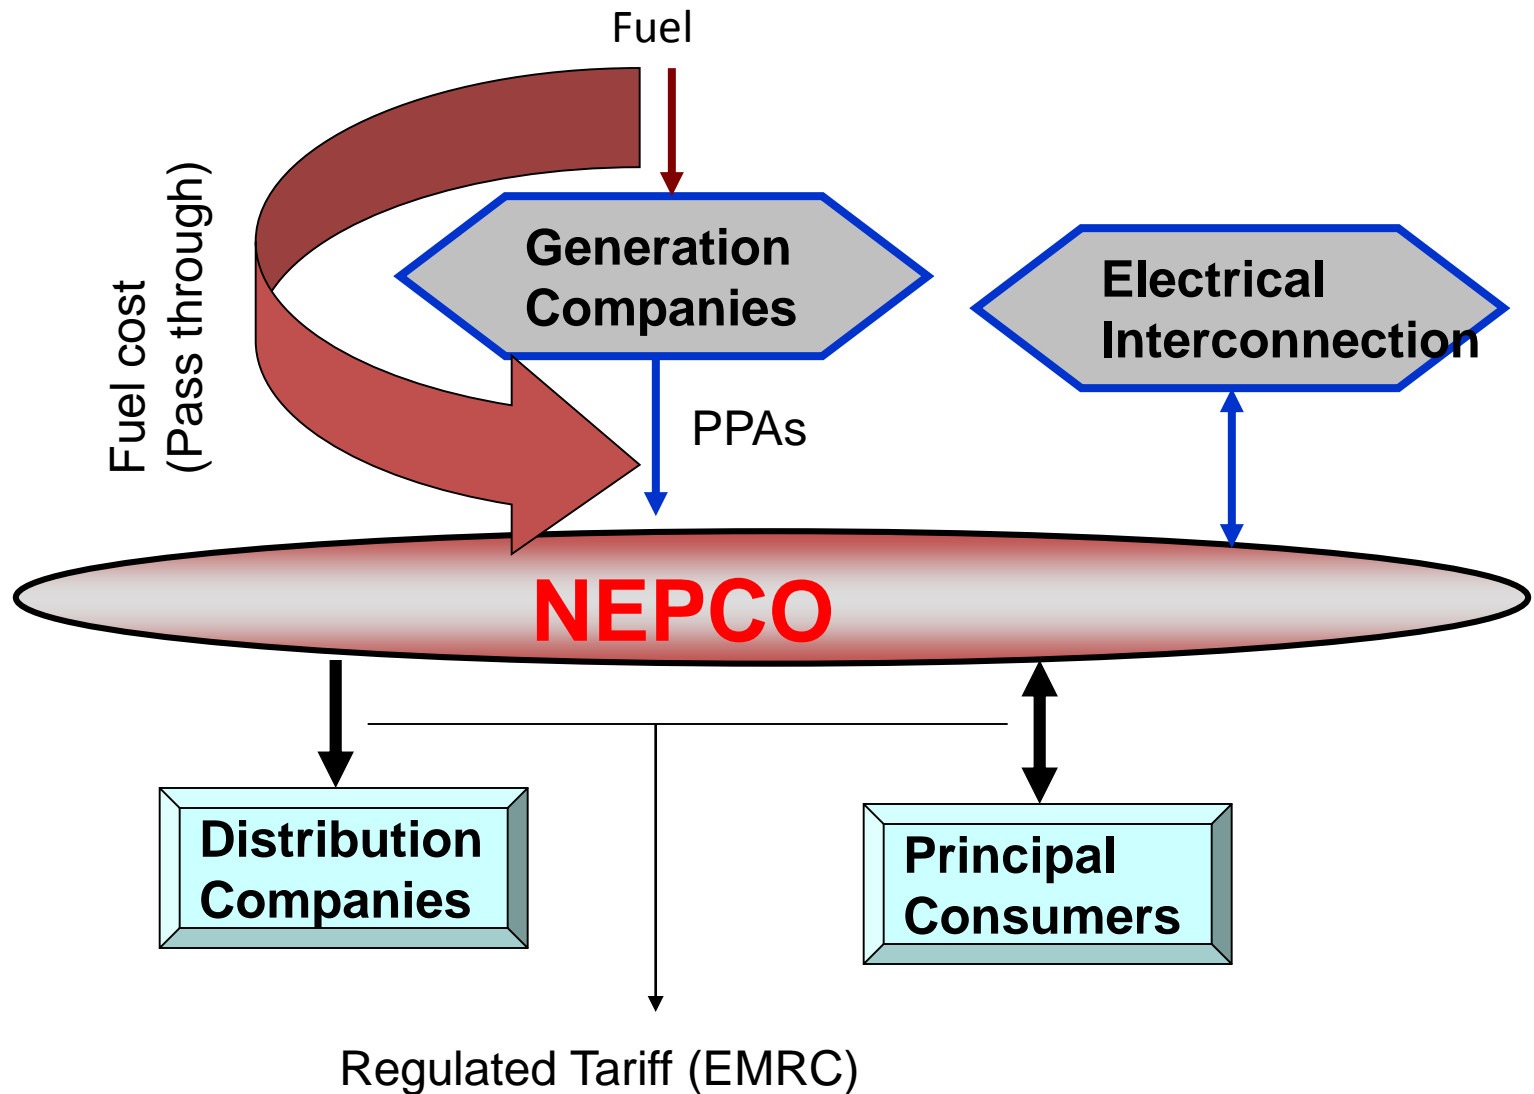 Fuel
Fuel cost
(Pass through)
Generation
Companies
Electrical
Interconnection
PPAs
NEPCO
Distribution
Companies
Principal
Consumers
Regulated Tariff (EMRC)